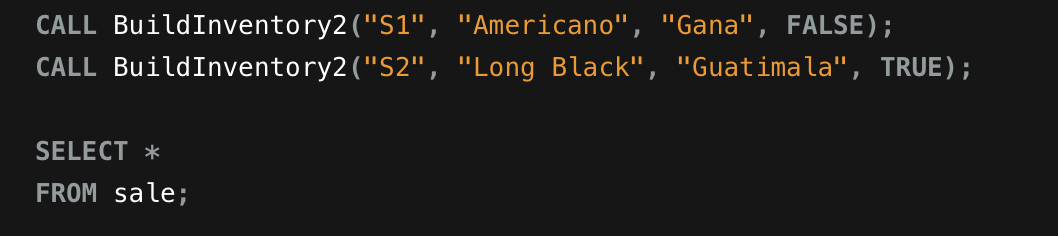 CALL BuildInventory2("S1", "Americano", "Gana", FALSE);
CALL BuildInventory2("S2", "Long Black", "Guatimala", TRUE);
SELECT *
FROM sale;